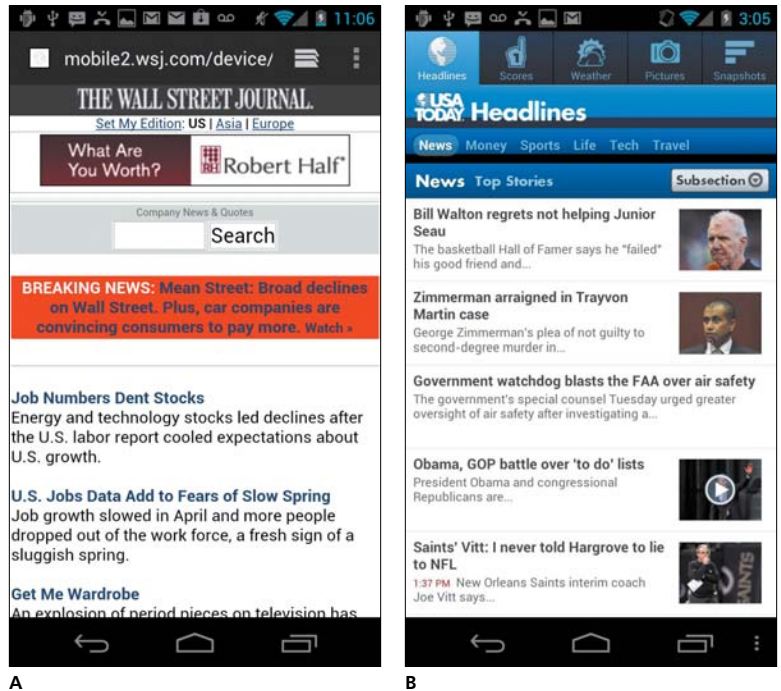 11:06
mobile2.wsj.com/device/
THE WALL STREET JOURNAL.
Set My Edition: US | Asia | Europe
What Are
You Worth?
RH Robert Half
Company News & Quotes
Search
BREAKING NEWS: Mean Street: Broad declines
on Wall Street. Plus, car companies are
convincing consumers to pay more. Watch »
Job Numbers Dent Stocks
Energy and technology stocks led declines after
the U.S. labor report cooled expectations about
U.S. growth.
U.S. Jobs Data Add to Fears of Slow Spring
Job growth slowed in April and more people
dropped out of the work force, a fresh sign of a
sluggish spring.
Get Me Wardrobe
An explosion of period pieces on television has
A
3:05
Headlines Scores Weather Pictures Snapshots
USA TODAY Headlines
News Money Sports Life Tech Travel
News Top Stories Subsection
Bill Walton regrets not helping Junior
Seau
The basketball Hall of Famer says he "failed"
his good friend and...
Zimmerman arraigned in Trayvon
Martin case
George Zimmerman's plea of not guilty to
second-degree murder in...
Government watchdog blasts the FAA over air safety
The government's special counsel Tuesday urged greater
oversight of air safety after investigating a...
Obama, GOP battle over 'to do' lists
President Obama and congressional
Republicans are...
Saints' Vitt: I never told Hargrove to lie
to NFL
1:37 PM New Orleans Saints interim coach
Joe Vitt says...
SAINTS
B